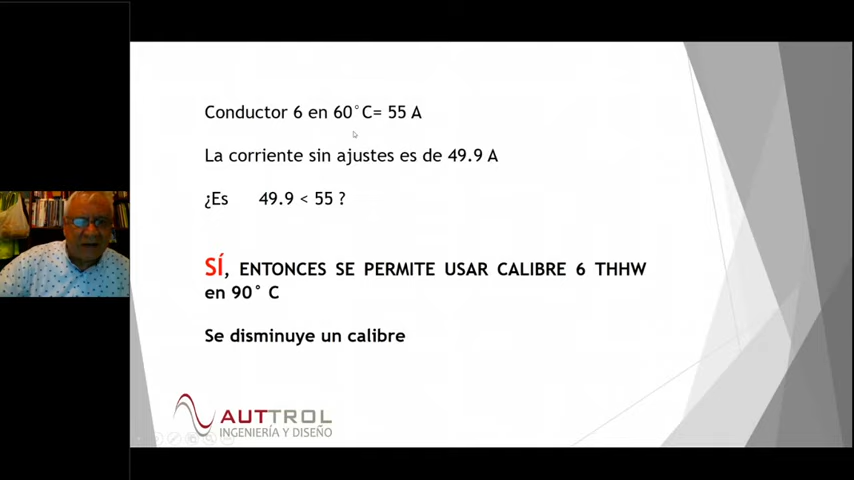 Conductor 6 en 60°C= 55 A
La corriente sin ajustes es de 49.9 A
¿Es 49.9 < 55 ?
SÍ, ENTONCES SE PERMITE USAR CALIBRE 6 THHW
en 90° C
Se disminuye un calibre
AUTTROL
INGENIERÍA Y DISEÑO